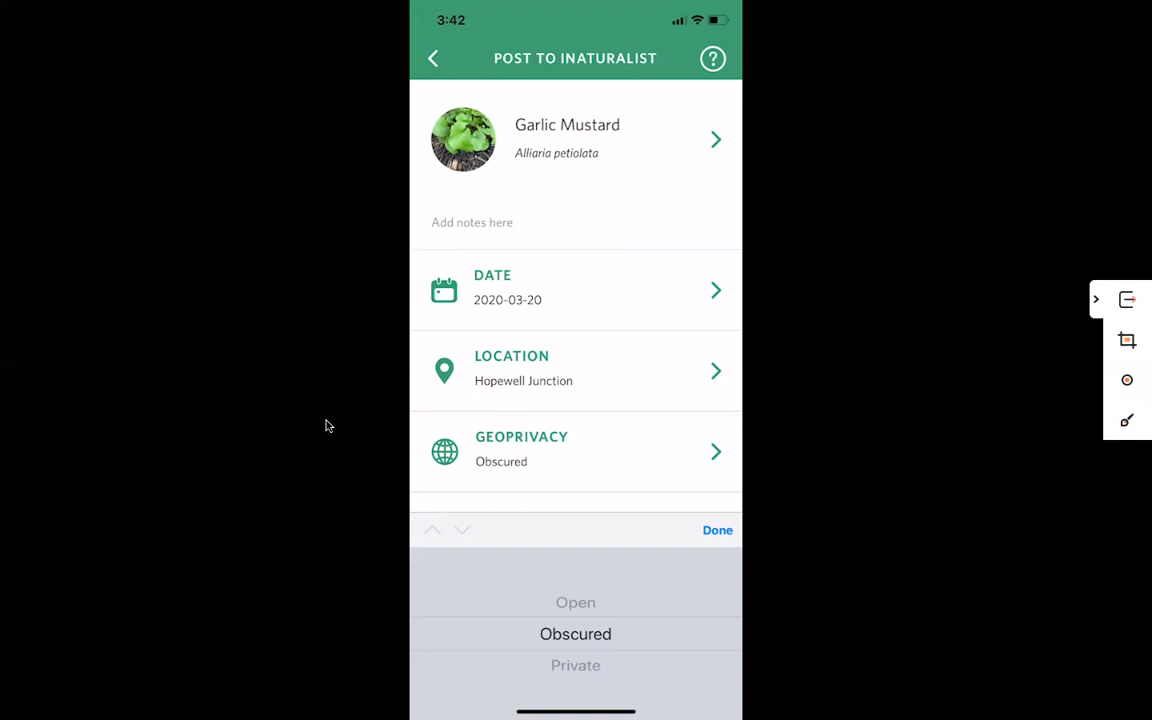 3:42
POST TO INATURALIST
Garlic Mustard
Alliaria petiolata
Add notes here
DATE
2020-03-20
LOCATION
Hopewell Junction
GEOPRIVACY
Obscured
Done
Open
Obscured
Private